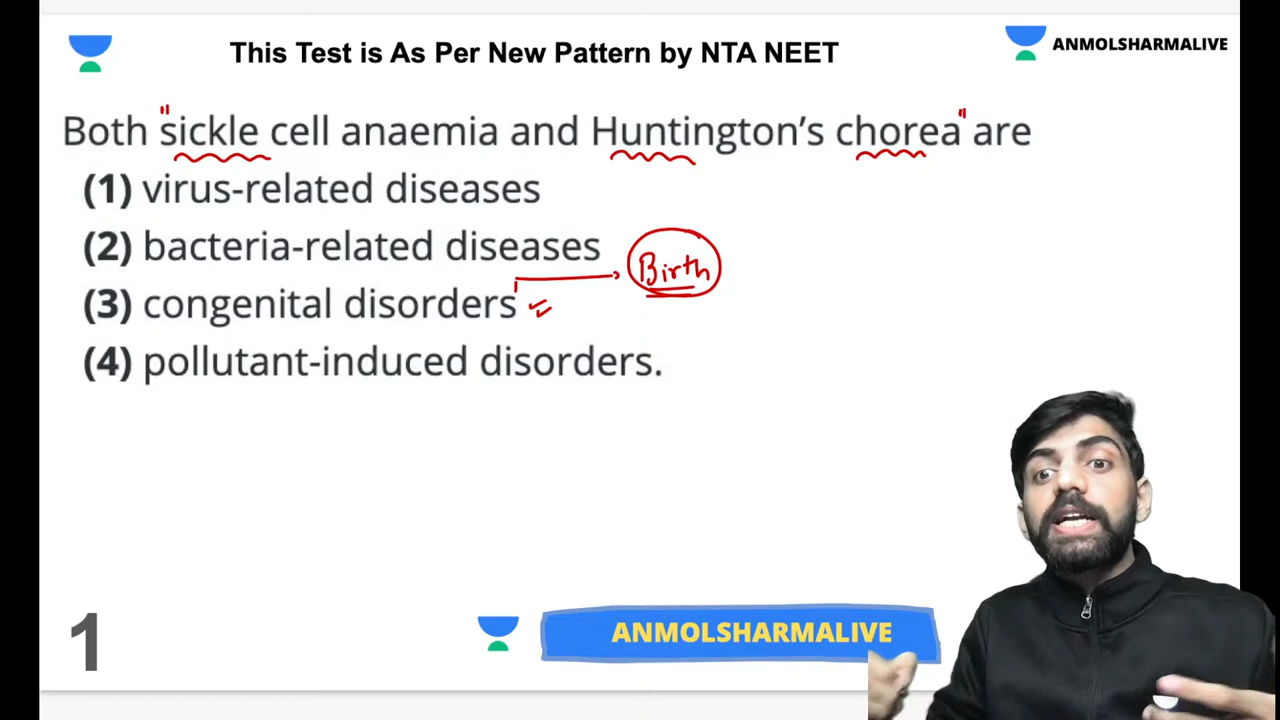 This Test is As Per New Pattern by NTA NEET
ANMOLSHARMALIVE
Both "sickle cell anaemia and Huntington's chorea" are
(1) virus-related diseases
(2) bacteria-related diseases
Birth
(3) congenital disorders
(4) pollutant-induced disorders.
1
ANMOLSHARMALIVE